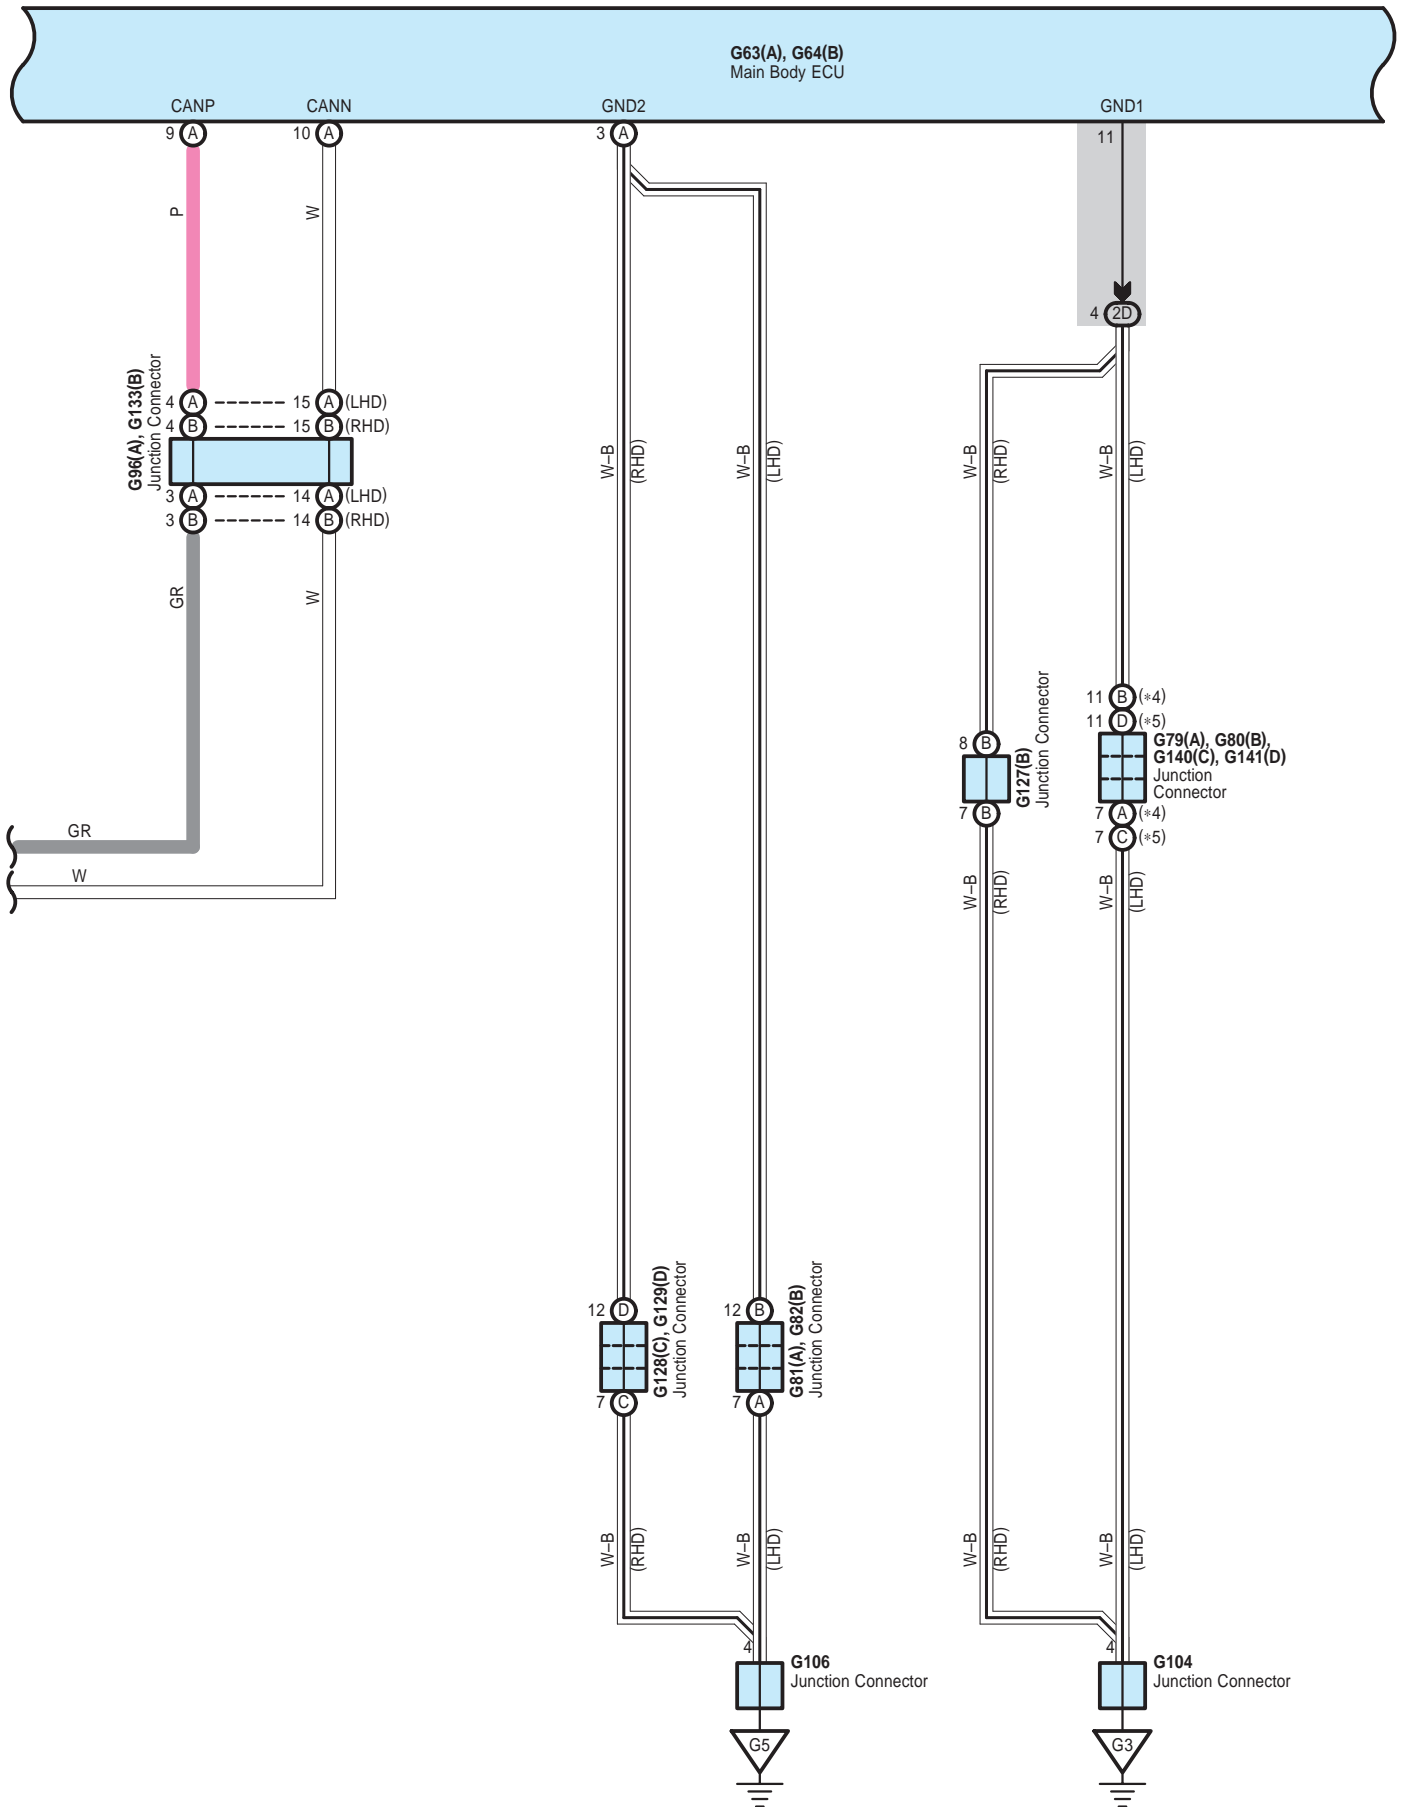 G63(A), G64(B)
Main Body ECU
CANP
CANN
GND2
GND1
9 A
10 A
3 A
11
P
W
4 2D
G96(A), G133(B)
Junction Connector
4 A
15 A (LHD)
4 B
15 B (RHD)
3 A
14 A (LHD)
3 B
14 B (RHD)
W–B
(RHD)
W–B
(LHD)
W–B
(RHD)
W–B
(LHD)
GR
W
11 B (*4)
11 D (*5)
8 B
G127(B)
Junction Connector
G79(A), G80(B),
G140(C), G141(D)
Junction
Connector
7 B
7 A (*4)
7 C (*5)
GR
W
W–B
(RHD)
W–B
(LHD)
12 D
G128(C), G129(D)
Junction Connector
12 B
G81(A), G82(B)
Junction Connector
7 C
7 A
W–B
(RHD)
W–B
(LHD)
W–B
(RHD)
W–B
(LHD)
4
G106
Junction Connector
4
G104
Junction Connector
G5
G3